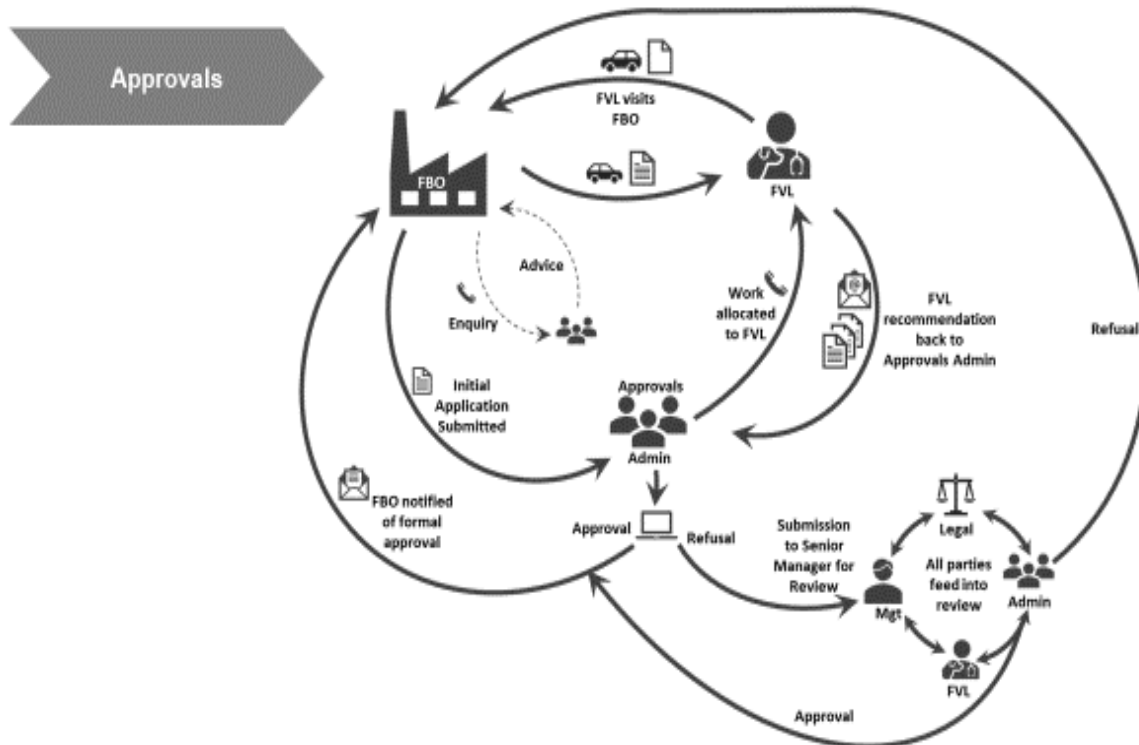 Approvals
FVL visits
FBO
FBO
FVL
Advice
Enquiry
Work
allocated
to FVL
FVL
recommendation
back to
Approvals Admin
Refusal
Initial
Application
Submitted
Approvals
Admin
FBO notified
of formal
approval
Approval
Refusal
Submission
to Senior
Manager for
Review
Legal
All parties
feed into
review
Mgt
Admin
FVL
Approval